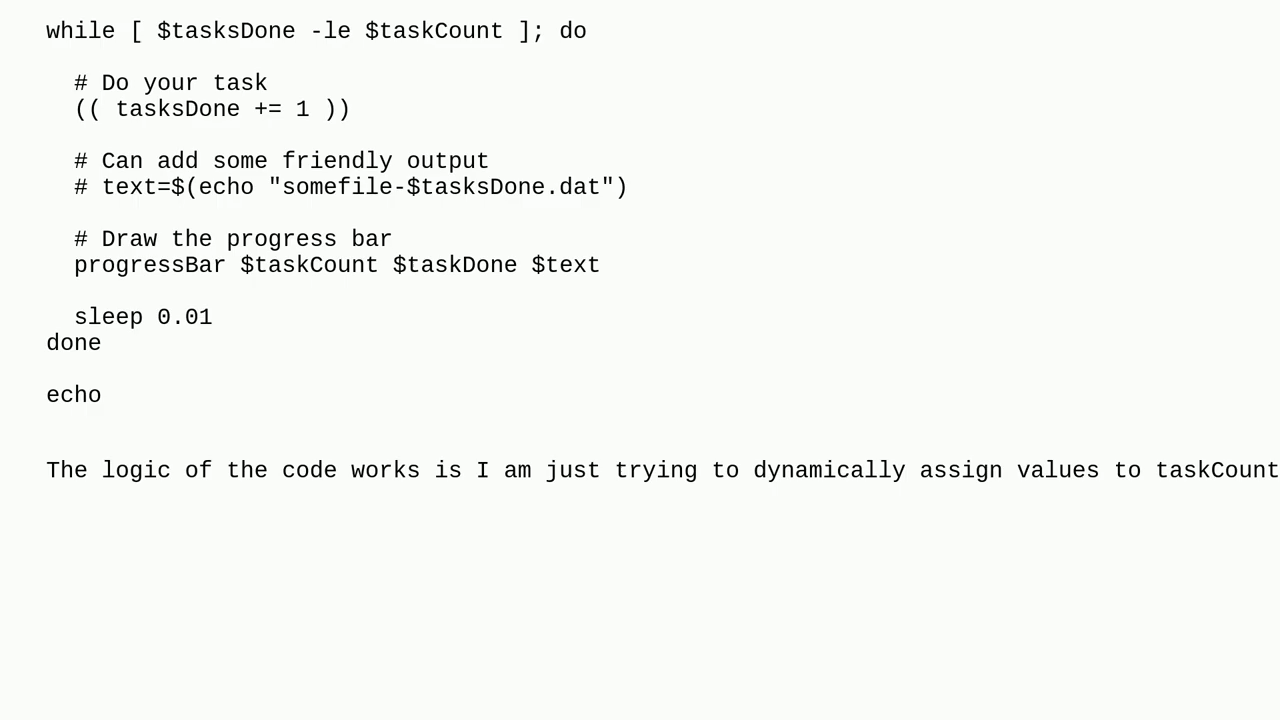 while [ $tasksDone -le $taskCount ]; do
# Do your task
(( tasksDone += 1 ))
# Can add some friendly output
# text=$(echo "somefile-$tasksDone.dat")
# Draw the progress bar
progressBar $taskCount $taskDone $text
sleep 0.01
done
echo
The logic of the code works is I am just trying to dynamically assign values to taskCount